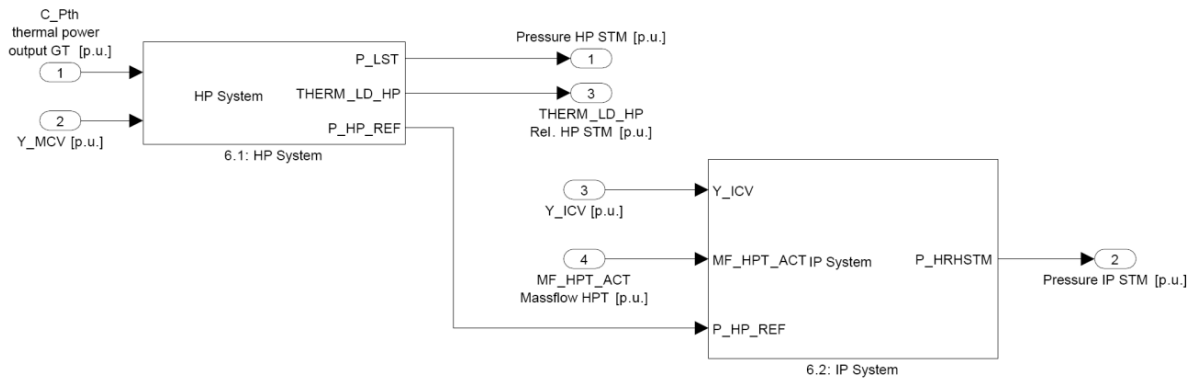 C_Pth
thermal power
output GT [p.u.]
1
2
Y_MCV [p.u.]
HP System
P_LST
THERM_LD_HP
P_HP_REF
6.1: HP System
Pressure HP STM [p.u.]
1
3
THERM_LD_HP
Rel. HP STM [p.u.]
3
Y_ICV [p.u.]
4
MF_HPT_ACT
Massflow HPT [p.u.]
Y_ICV
MF_HPT_ACT
IP System
P_HRHSTM
P_HP_REF
6.2: IP System
2
Pressure IP STM [p.u.]